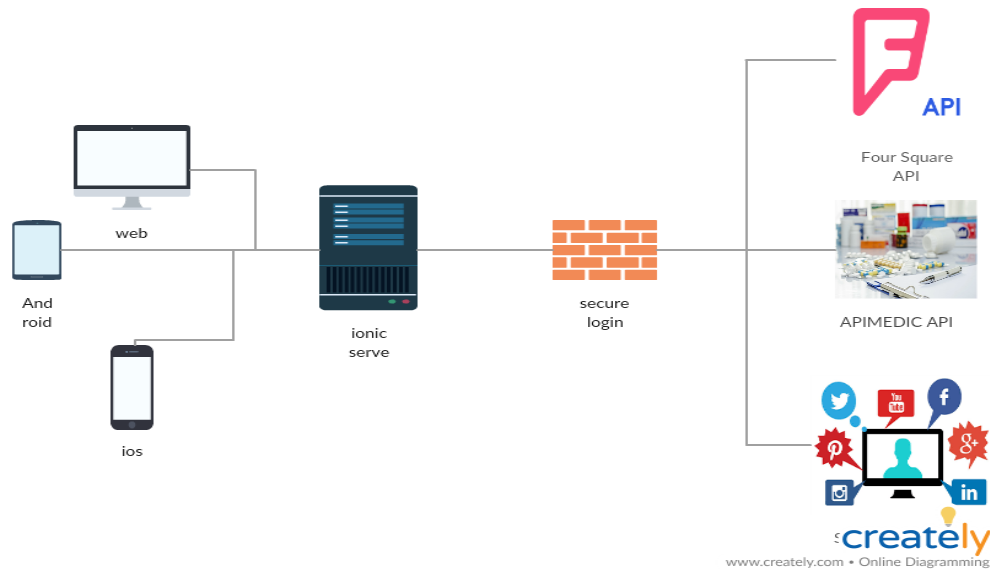 API
Four Square
API
web
And
roid
ionic
serve
secure
login
APIMEDIC API
ios
You
Tube
f
g+
in
creately
www.creately.com • Online Diagramming